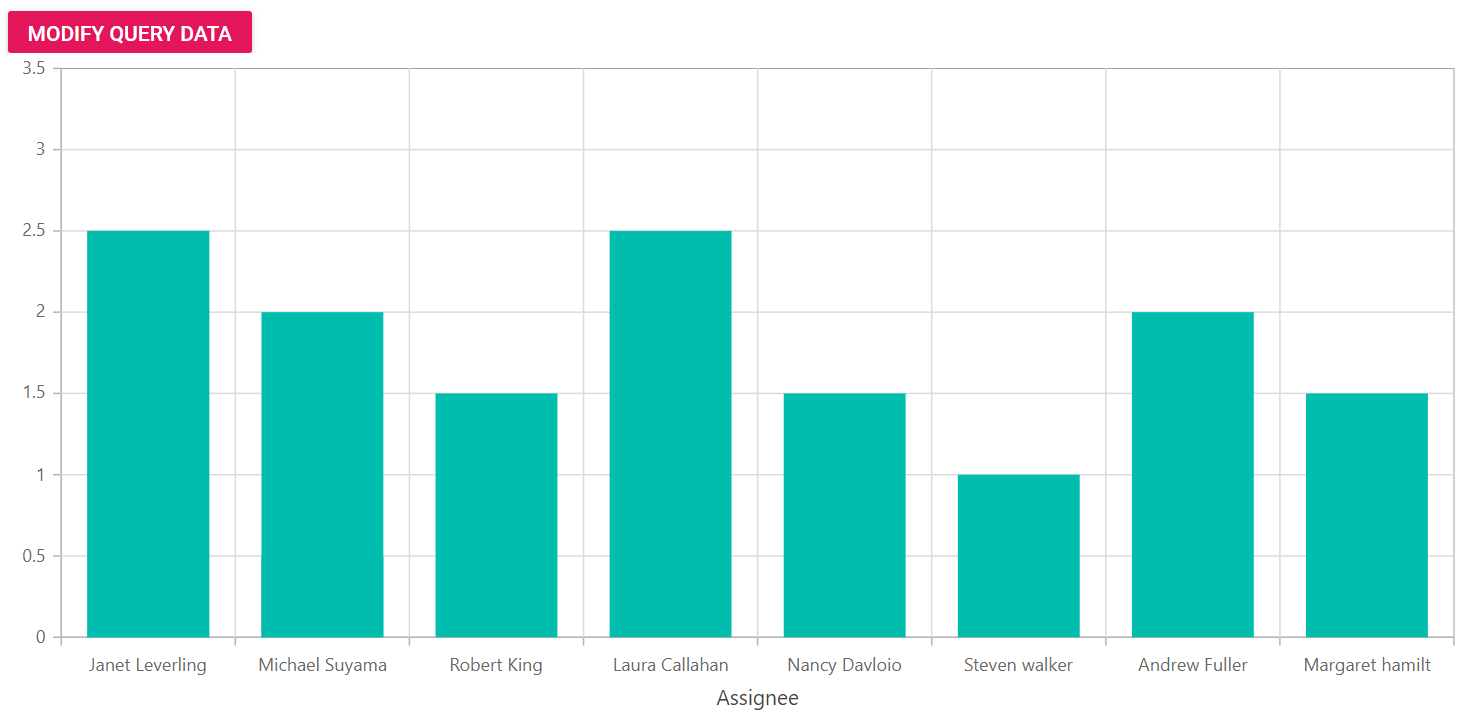 MODIFY QUERY DATA
3.5
3
2.5
2
1.5
1
0.5
0
Janet Leverling Michael Suyama Robert King Laura Callahan Nancy Davloio Steven walker Andrew Fuller Margaret hamilt
Assignee